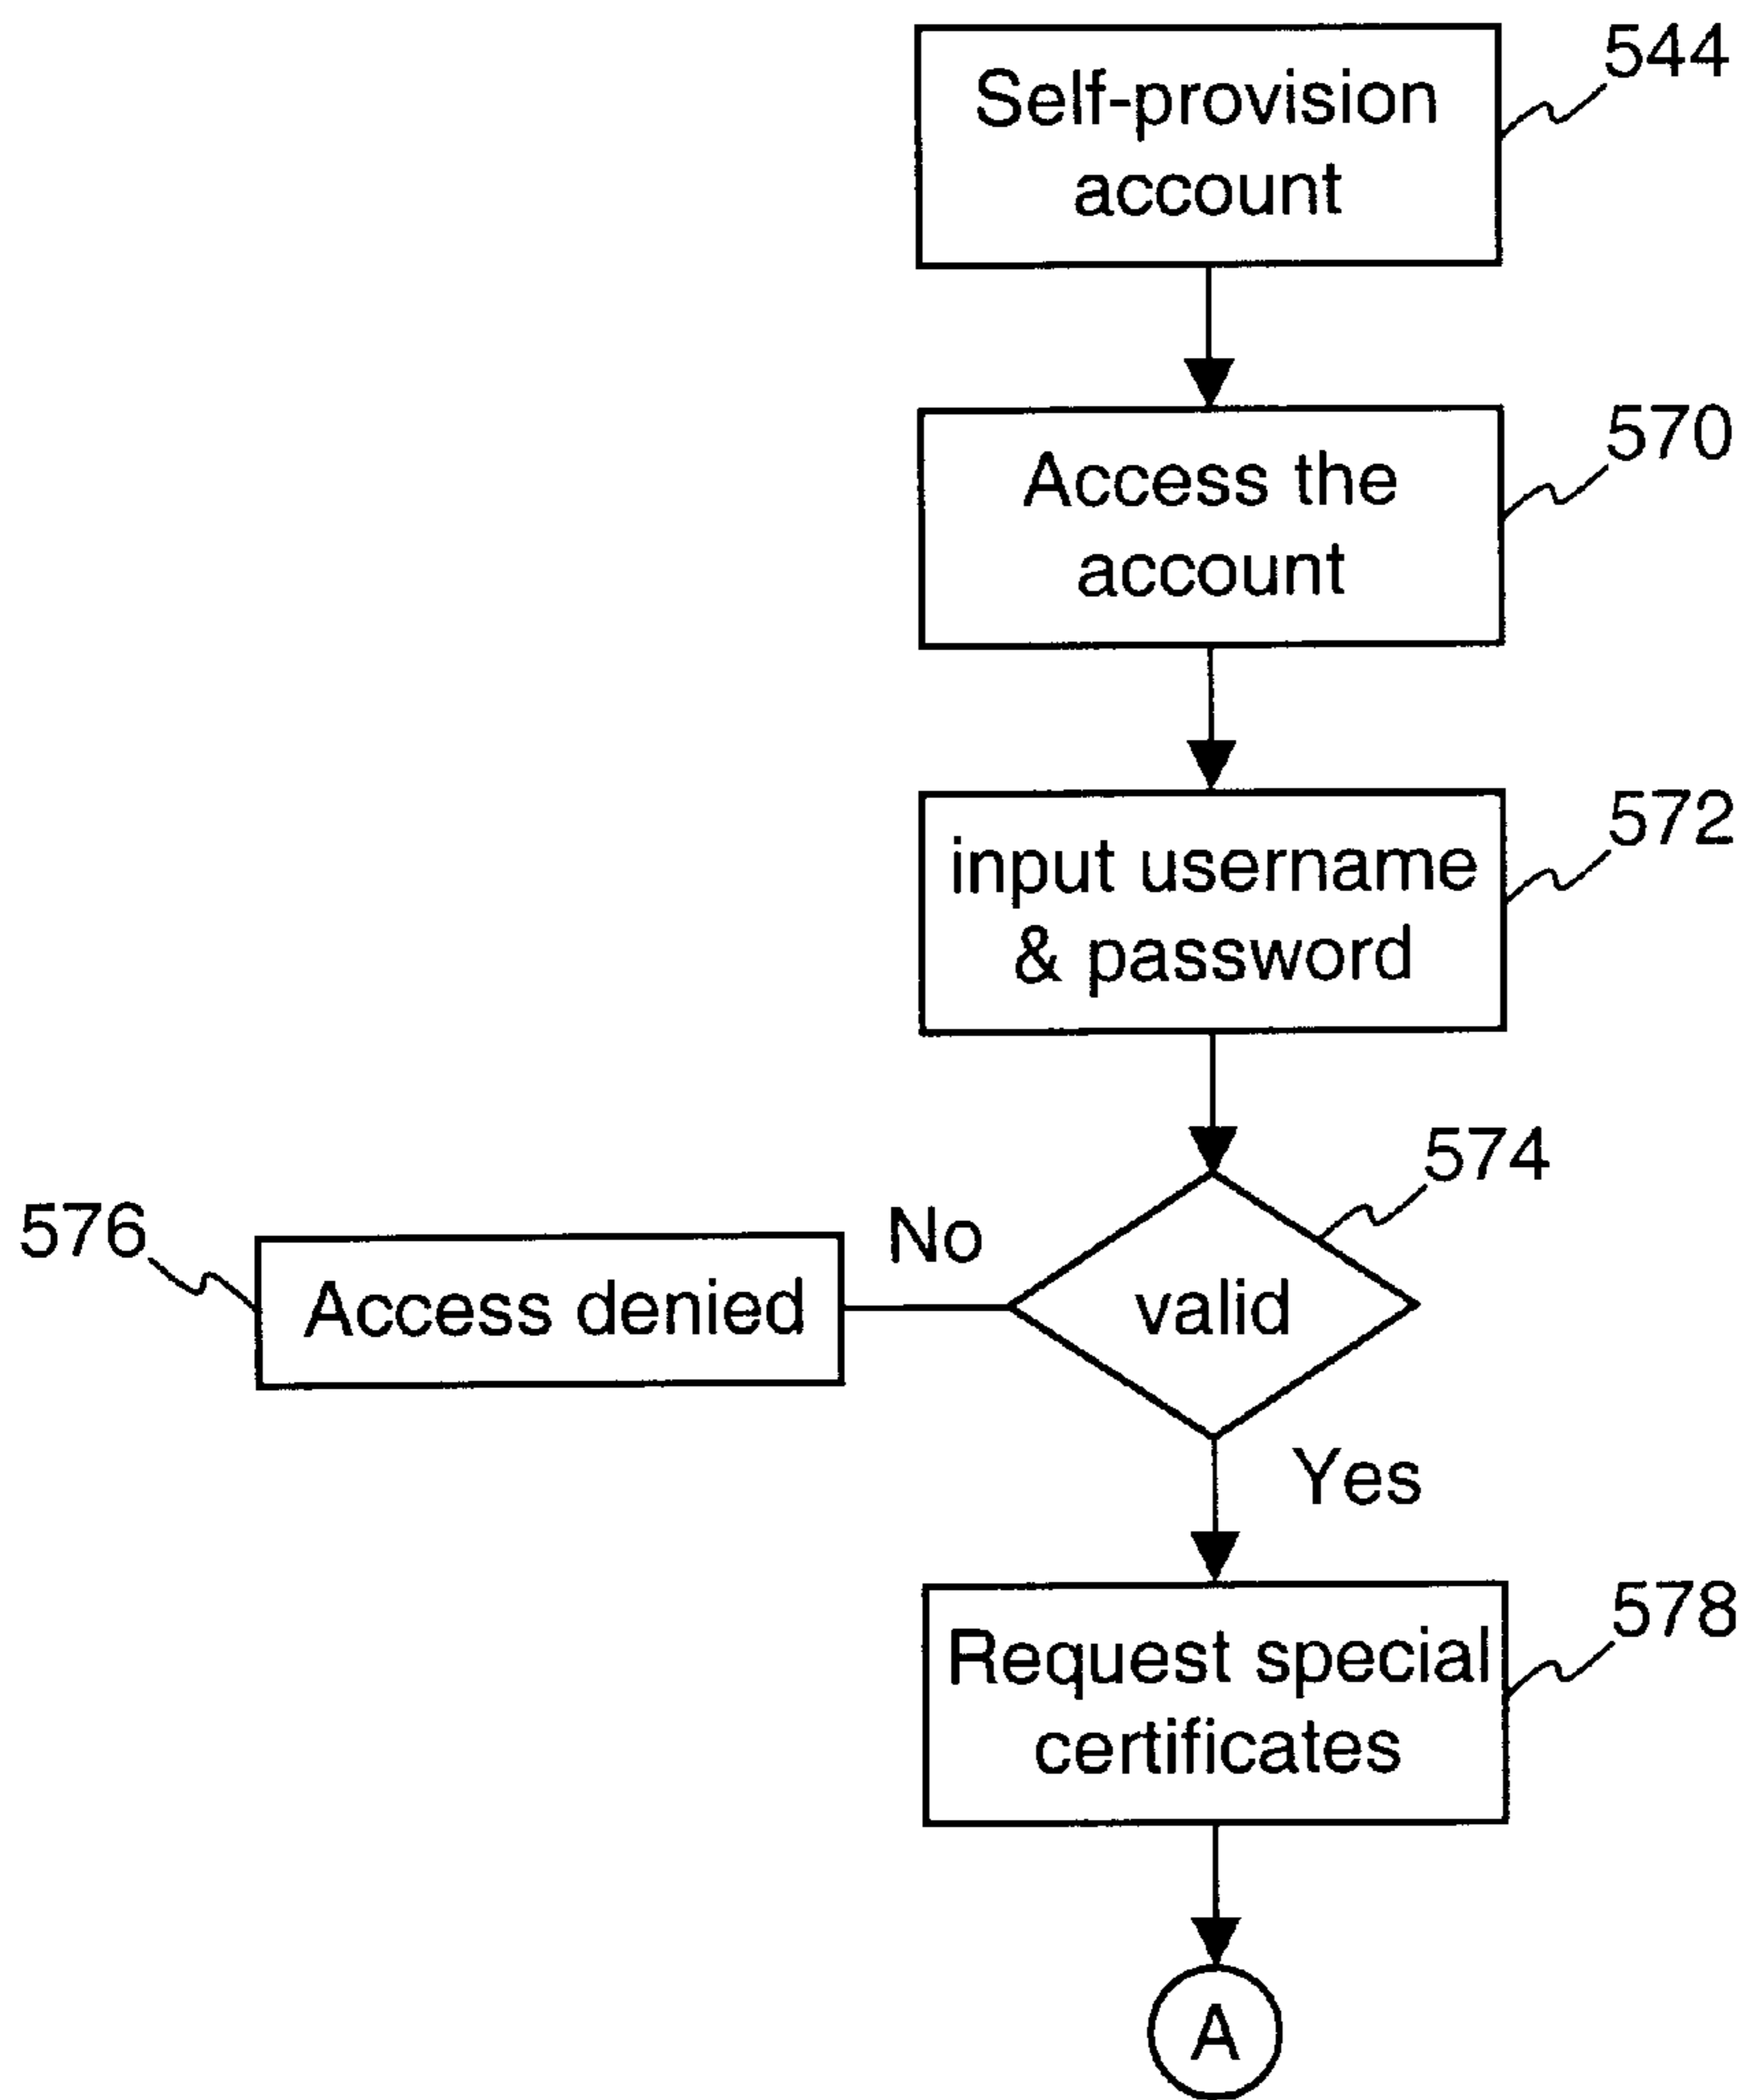 544
Self-provision
account
570
Access the
account
572
input username
& password
574
576
No
Access denied
valid
Yes
578
Request special
certificates
A